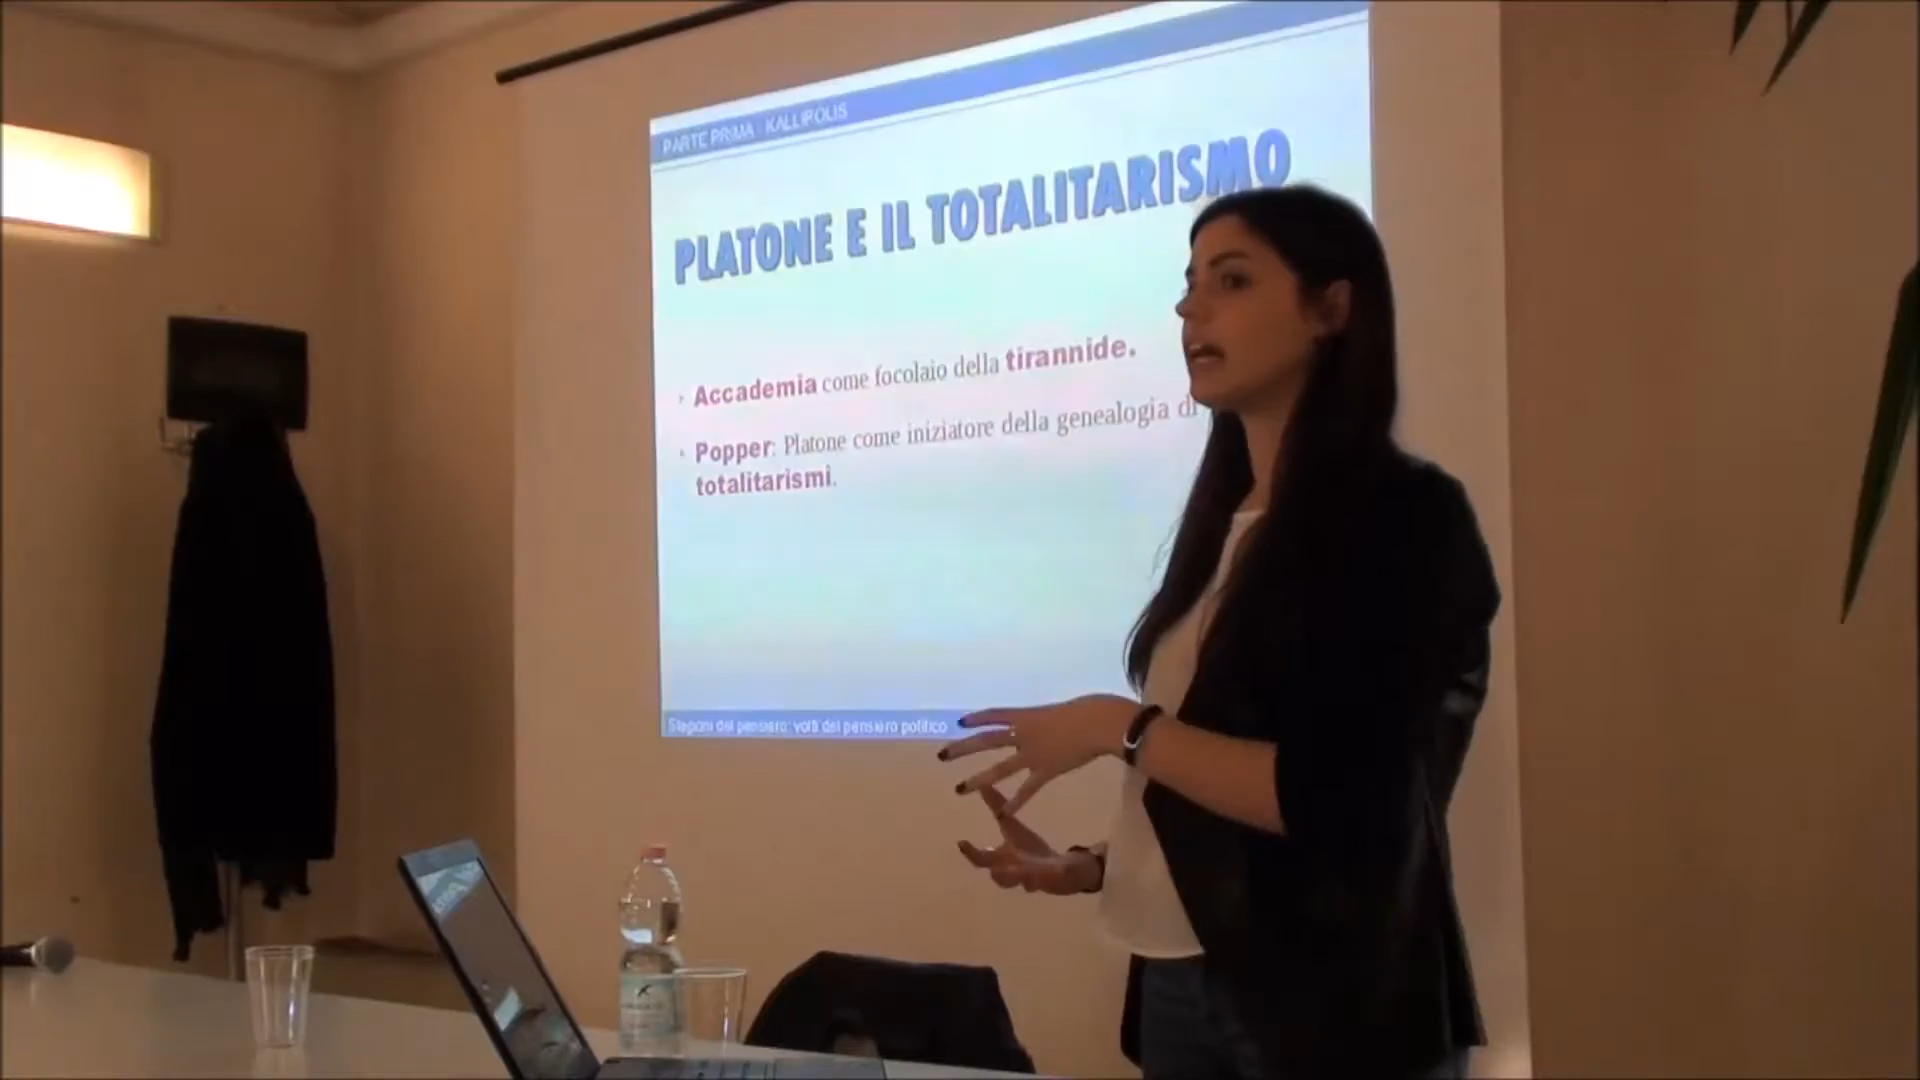 PARTE PRIMA : KALLIPOLIS
PLATONE E IL TOTALITARISMO
Accademia come focolaio della tirannide.
Popper: Platone come iniziatore della genealogia di
totalitarismi.
Stagioni del pensiero: volti del pensiero politico